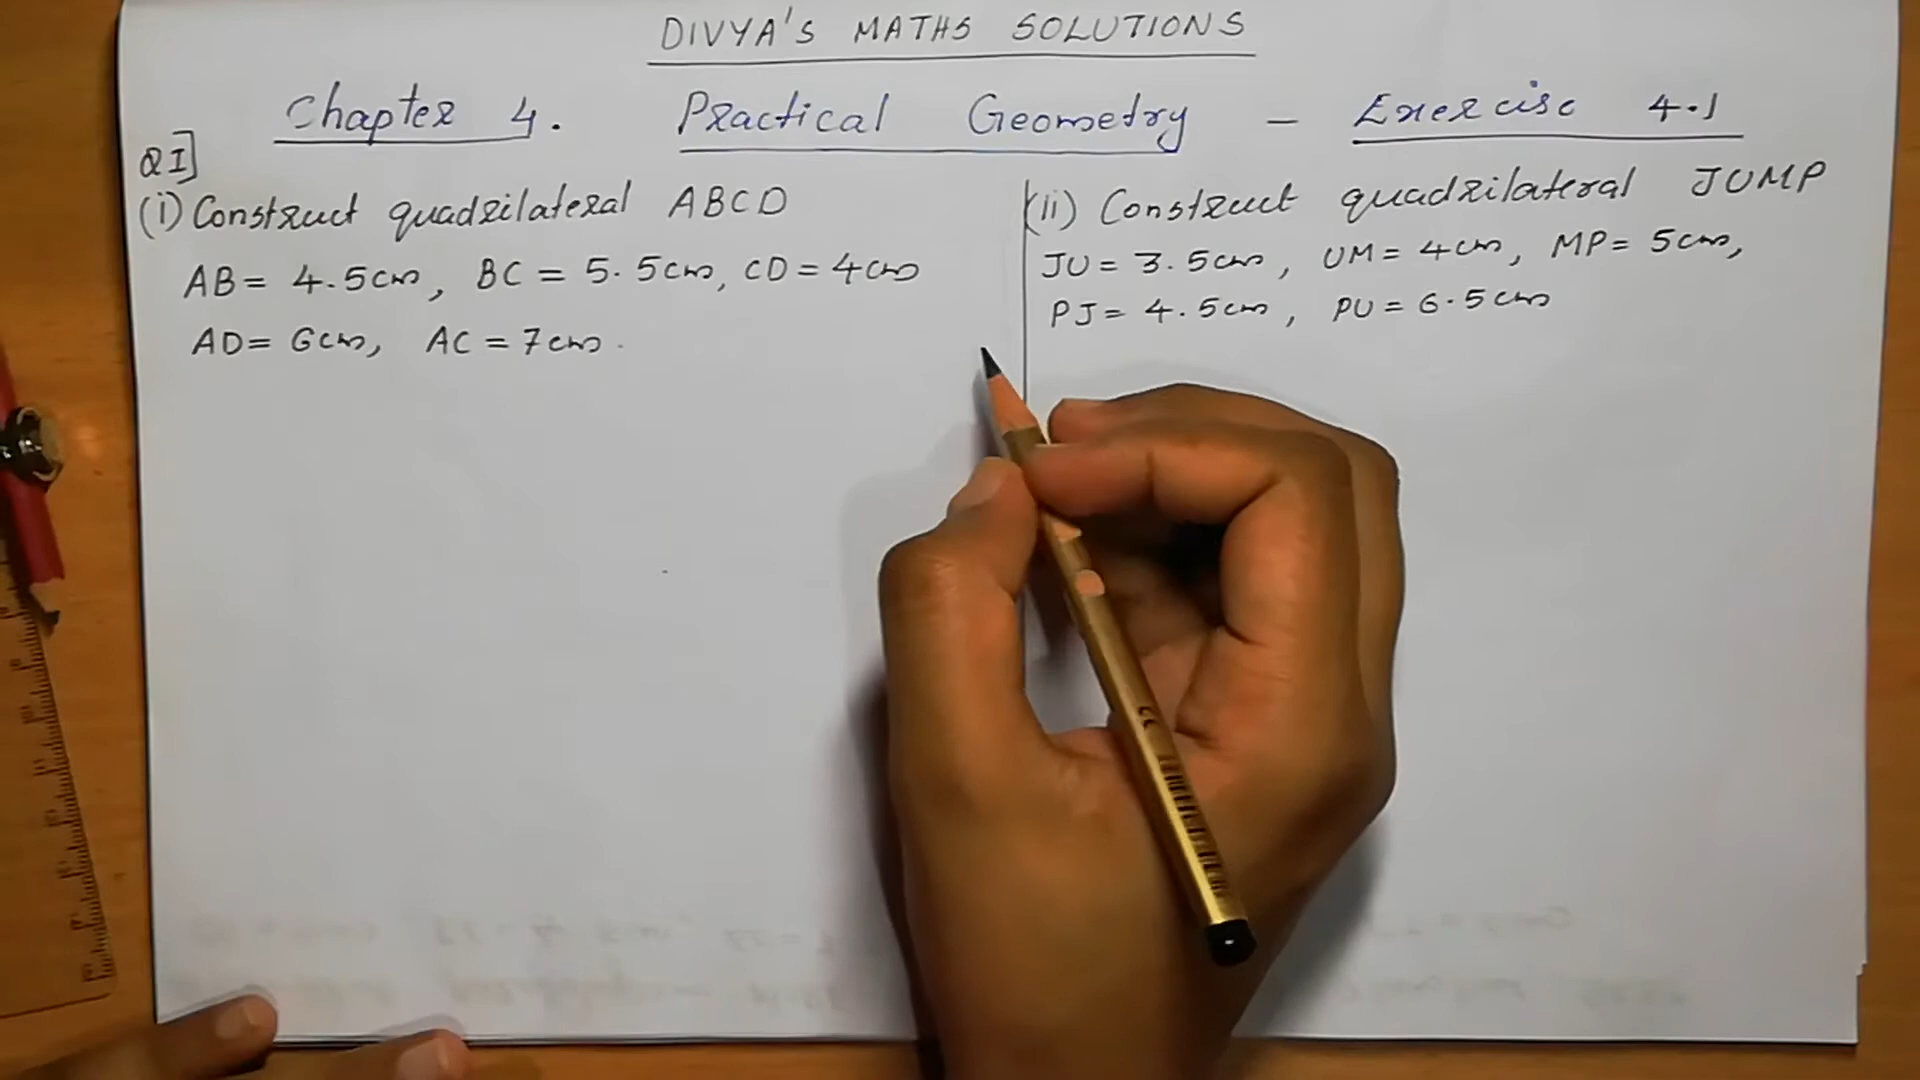 DIVYA'S MATHS SOLUTIONS
Chapter 4. Practical Geometry - Exercise 4.1
Q I]
(i) Construct quadrilateral ABCD
AB = 4.5cm, BC = 5.5cm, CD = 4cm
AD = 6cm, AC = 7cm.
(ii) Construct quadrilateral JUMP
JU = 3.5cm, UM = 4cm, MP = 5cm,
PJ = 4.5cm, PU = 6.5cm